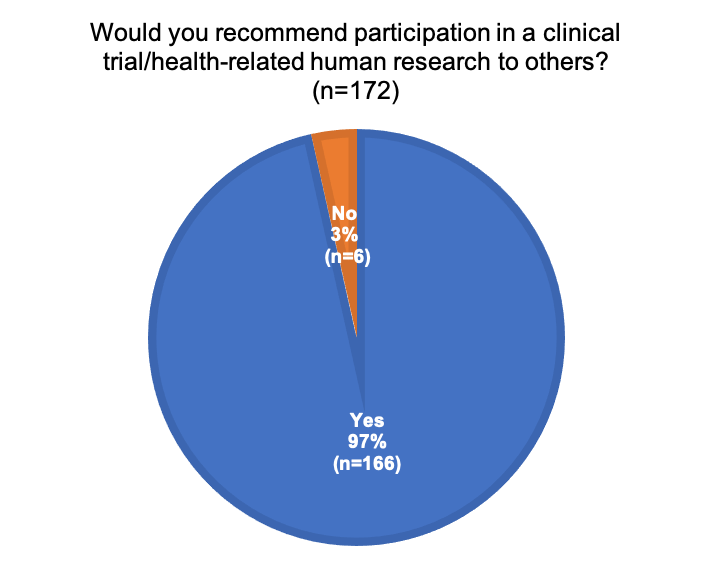 Would you recommend participation in a clinical
trial/health-related human research to others?
(n=172)
No
3%
(n=6)
Yes
97%
(n=166)